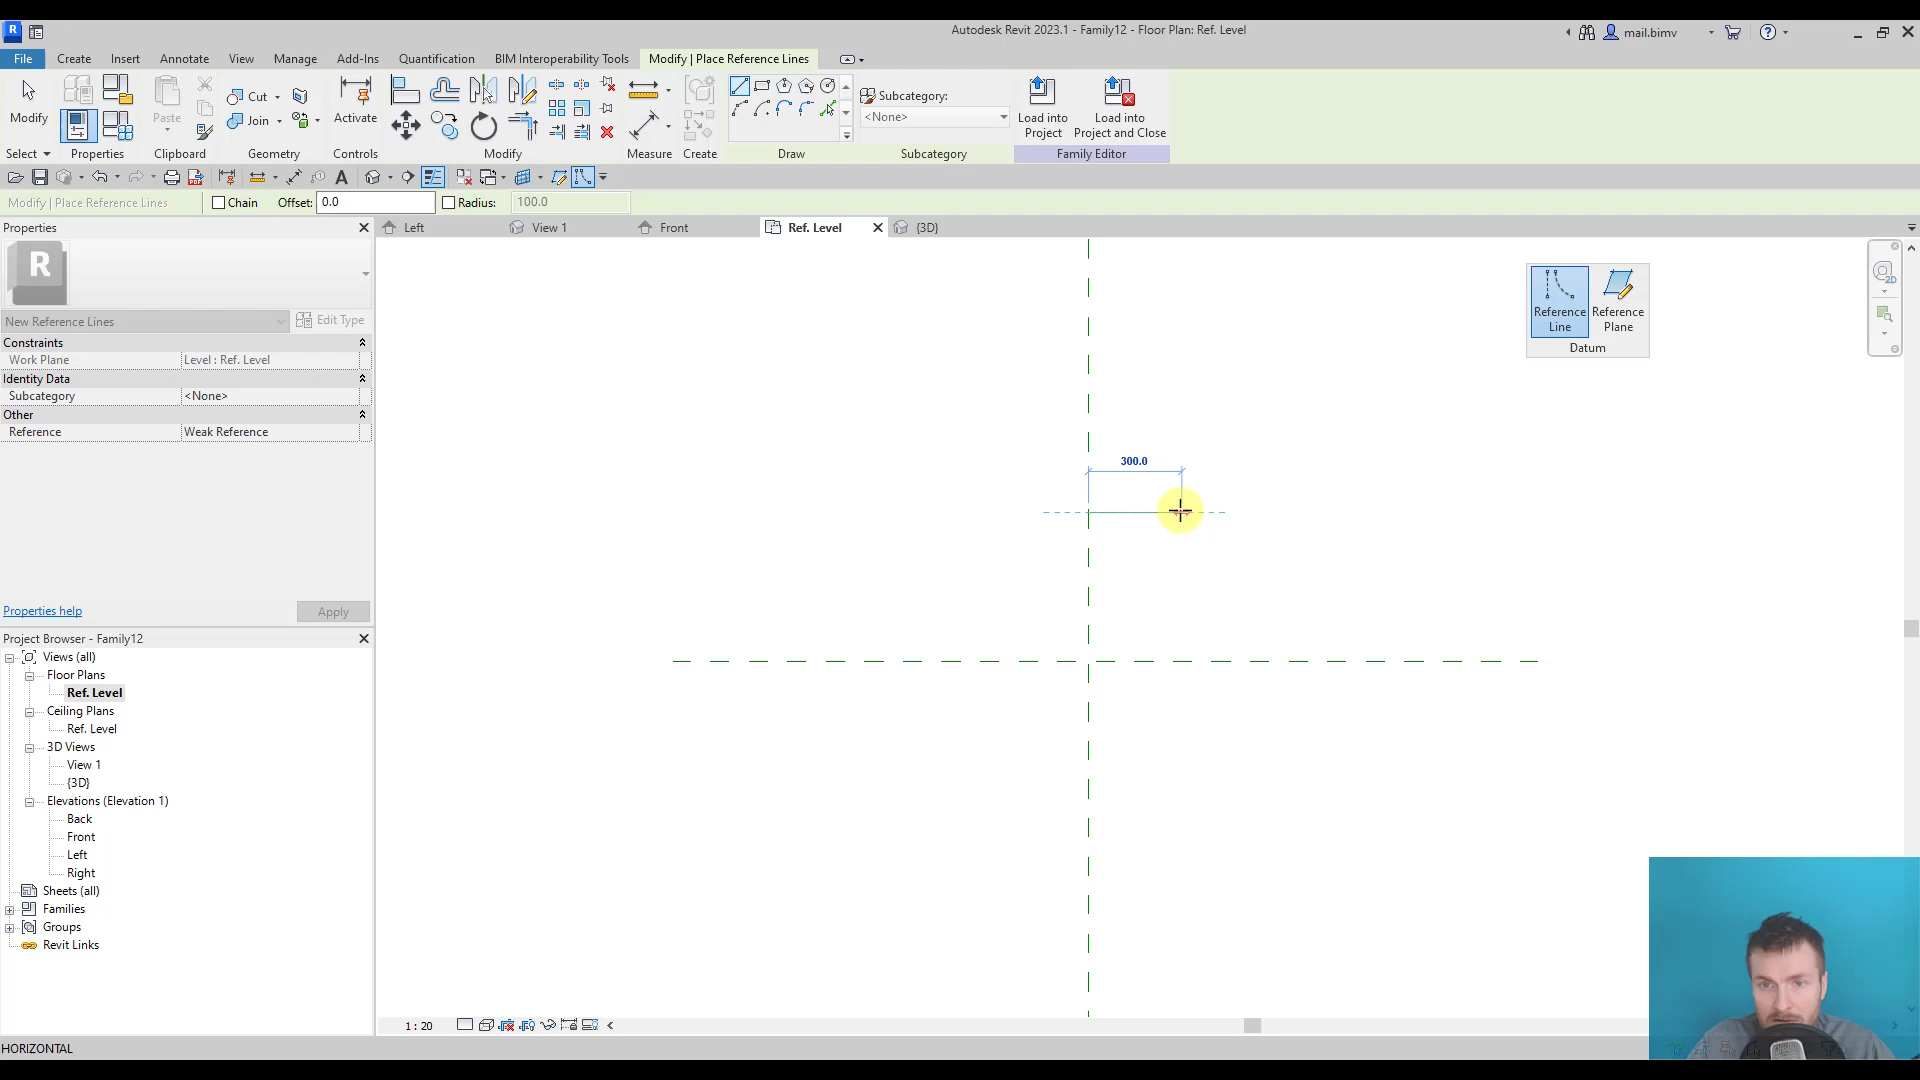 Autodesk Revit 2023.1 - Family12 - Floor Plan: Ref. Level
mail.bimv
File Create Insert Annotate View Manage Add-Ins Quantification BIM Interoperability Tools Modify | Place Reference Lines
Modify
Paste
Cut
Join
Activate
Subcategory:
<None>
Load into
Project
Load into
Project and Close
Select Properties Clipboard Geometry Controls Modify Measure Create Draw Subcategory Family Editor
Modify | Place Reference Lines Chain Offset: 0.0 Radius: 100.0
Properties
Left View 1 Front Ref. Level {3D}
R
New Reference Lines Edit Type
Constraints
Work Plane Level : Ref. Level
Identity Data
Subcategory <None>
Other
Reference Weak Reference
Properties help Apply
Project Browser - Family12
Views (all)
Floor Plans
Ref. Level
Ceiling Plans
Ref. Level
3D Views
View 1
{3D}
Elevations (Elevation 1)
Back
Front
Left
Right
Sheets (all)
Families
Groups
Revit Links
300.0
Reference
Line
Reference
Plane
Datum
2D
1 : 20
HORIZONTAL